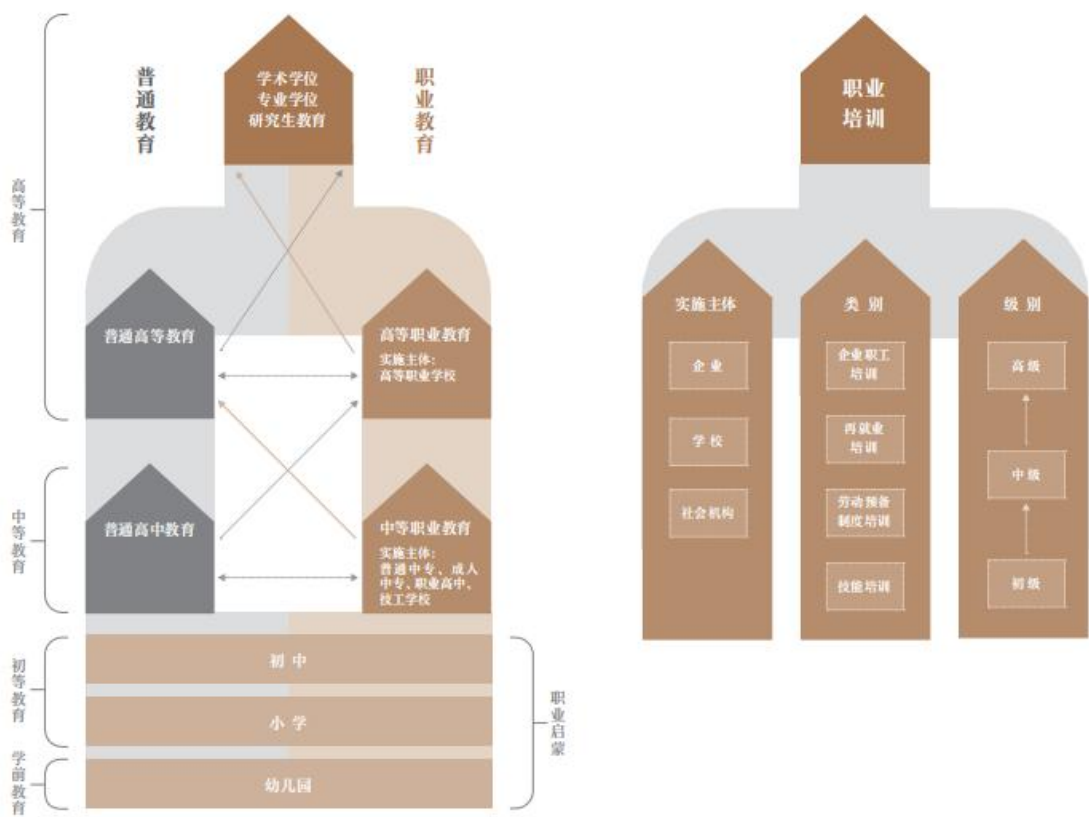 普通教育
学术学位
专业学位
研究生教育
职业教育
高等教育
普通高等教育
高等职业教育
实施主体:
高等职业学校
中等教育
普通高中教育
中等职业教育
实施主体:
普通中专、成人
中专、职业高中、
技工学校
初等教育
初中
小学
学前教育
幼儿园
职业启蒙
职业
培训
实施主体
企业
学校
社会机构
类别
企业职工
培训
再就业
培训
劳动预备
制度培训
技能培训
级别
高级
中级
初级